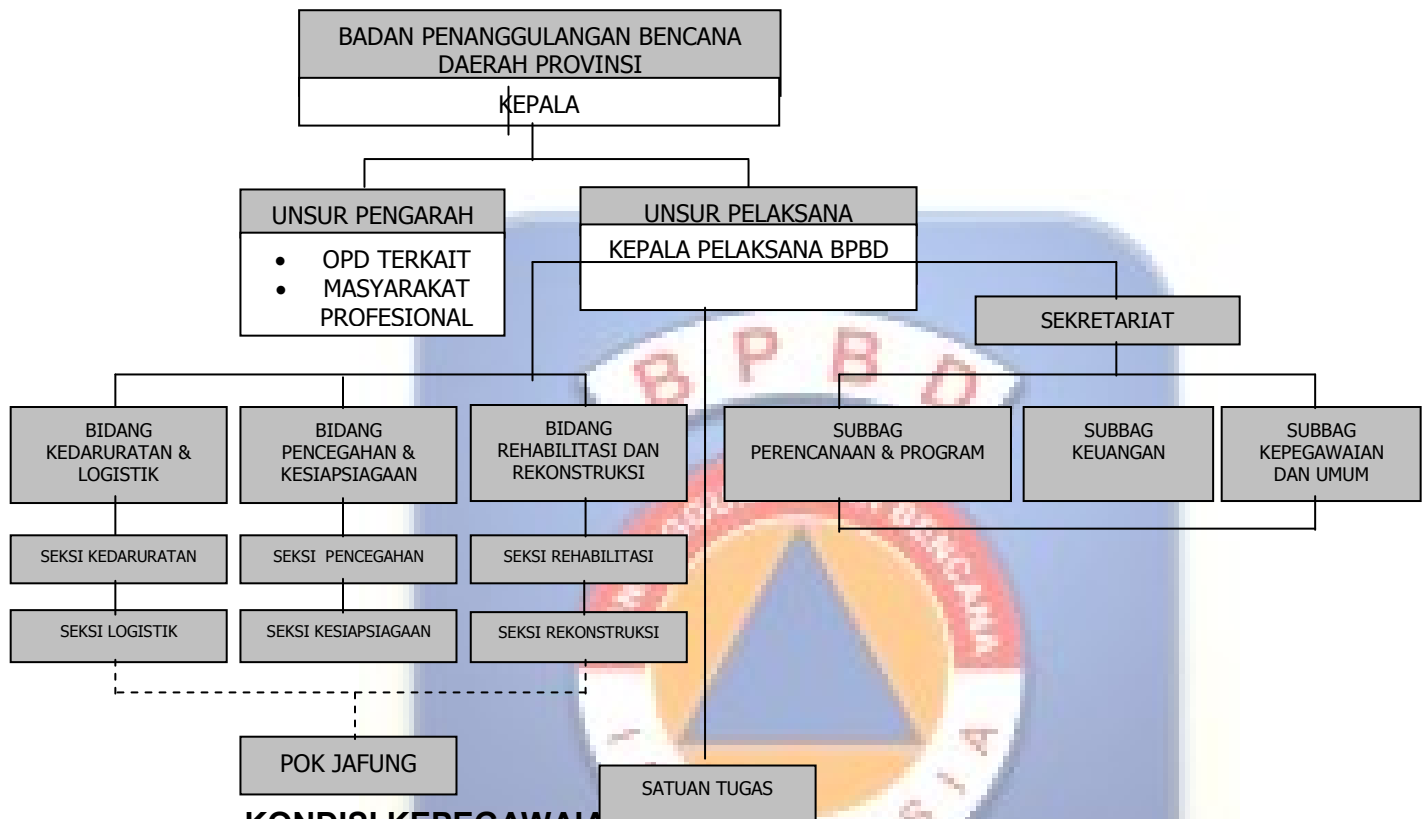 BADAN PENANGGULANGAN BENCANA
DAERAH PROVINSI
KEPALA
UNSUR PENGARAH
• OPD TERKAIT
• MASYARAKAT
PROFESIONAL
UNSUR PELAKSANA
KEPALA PELAKSANA BPBD
SEKRETARIAT
B P B D
BIDANG
KEDARURATAN &
LOGISTIK
BIDANG
PENCEGAHAN &
KESIAPSIAGAAN
BIDANG
REHABILITASI DAN
REKONSTRUKSI
SUBBAG
PERENCANAAN & PROGRAM
SUBBAG
KEUANGAN
SUBBAG
KEPEGAWAIAN
DAN UMUM
BENCANA
SEKSI KEDARURATAN
SEKSI PENCEGAHAN
SEKSI REHABILITASI
SEKSI LOGISTIK
SEKSI KESIAPSIAGAAN
SEKSI REKONSTRUKSI
POK JAFUNG
SATUAN TUGAS
KONDISI